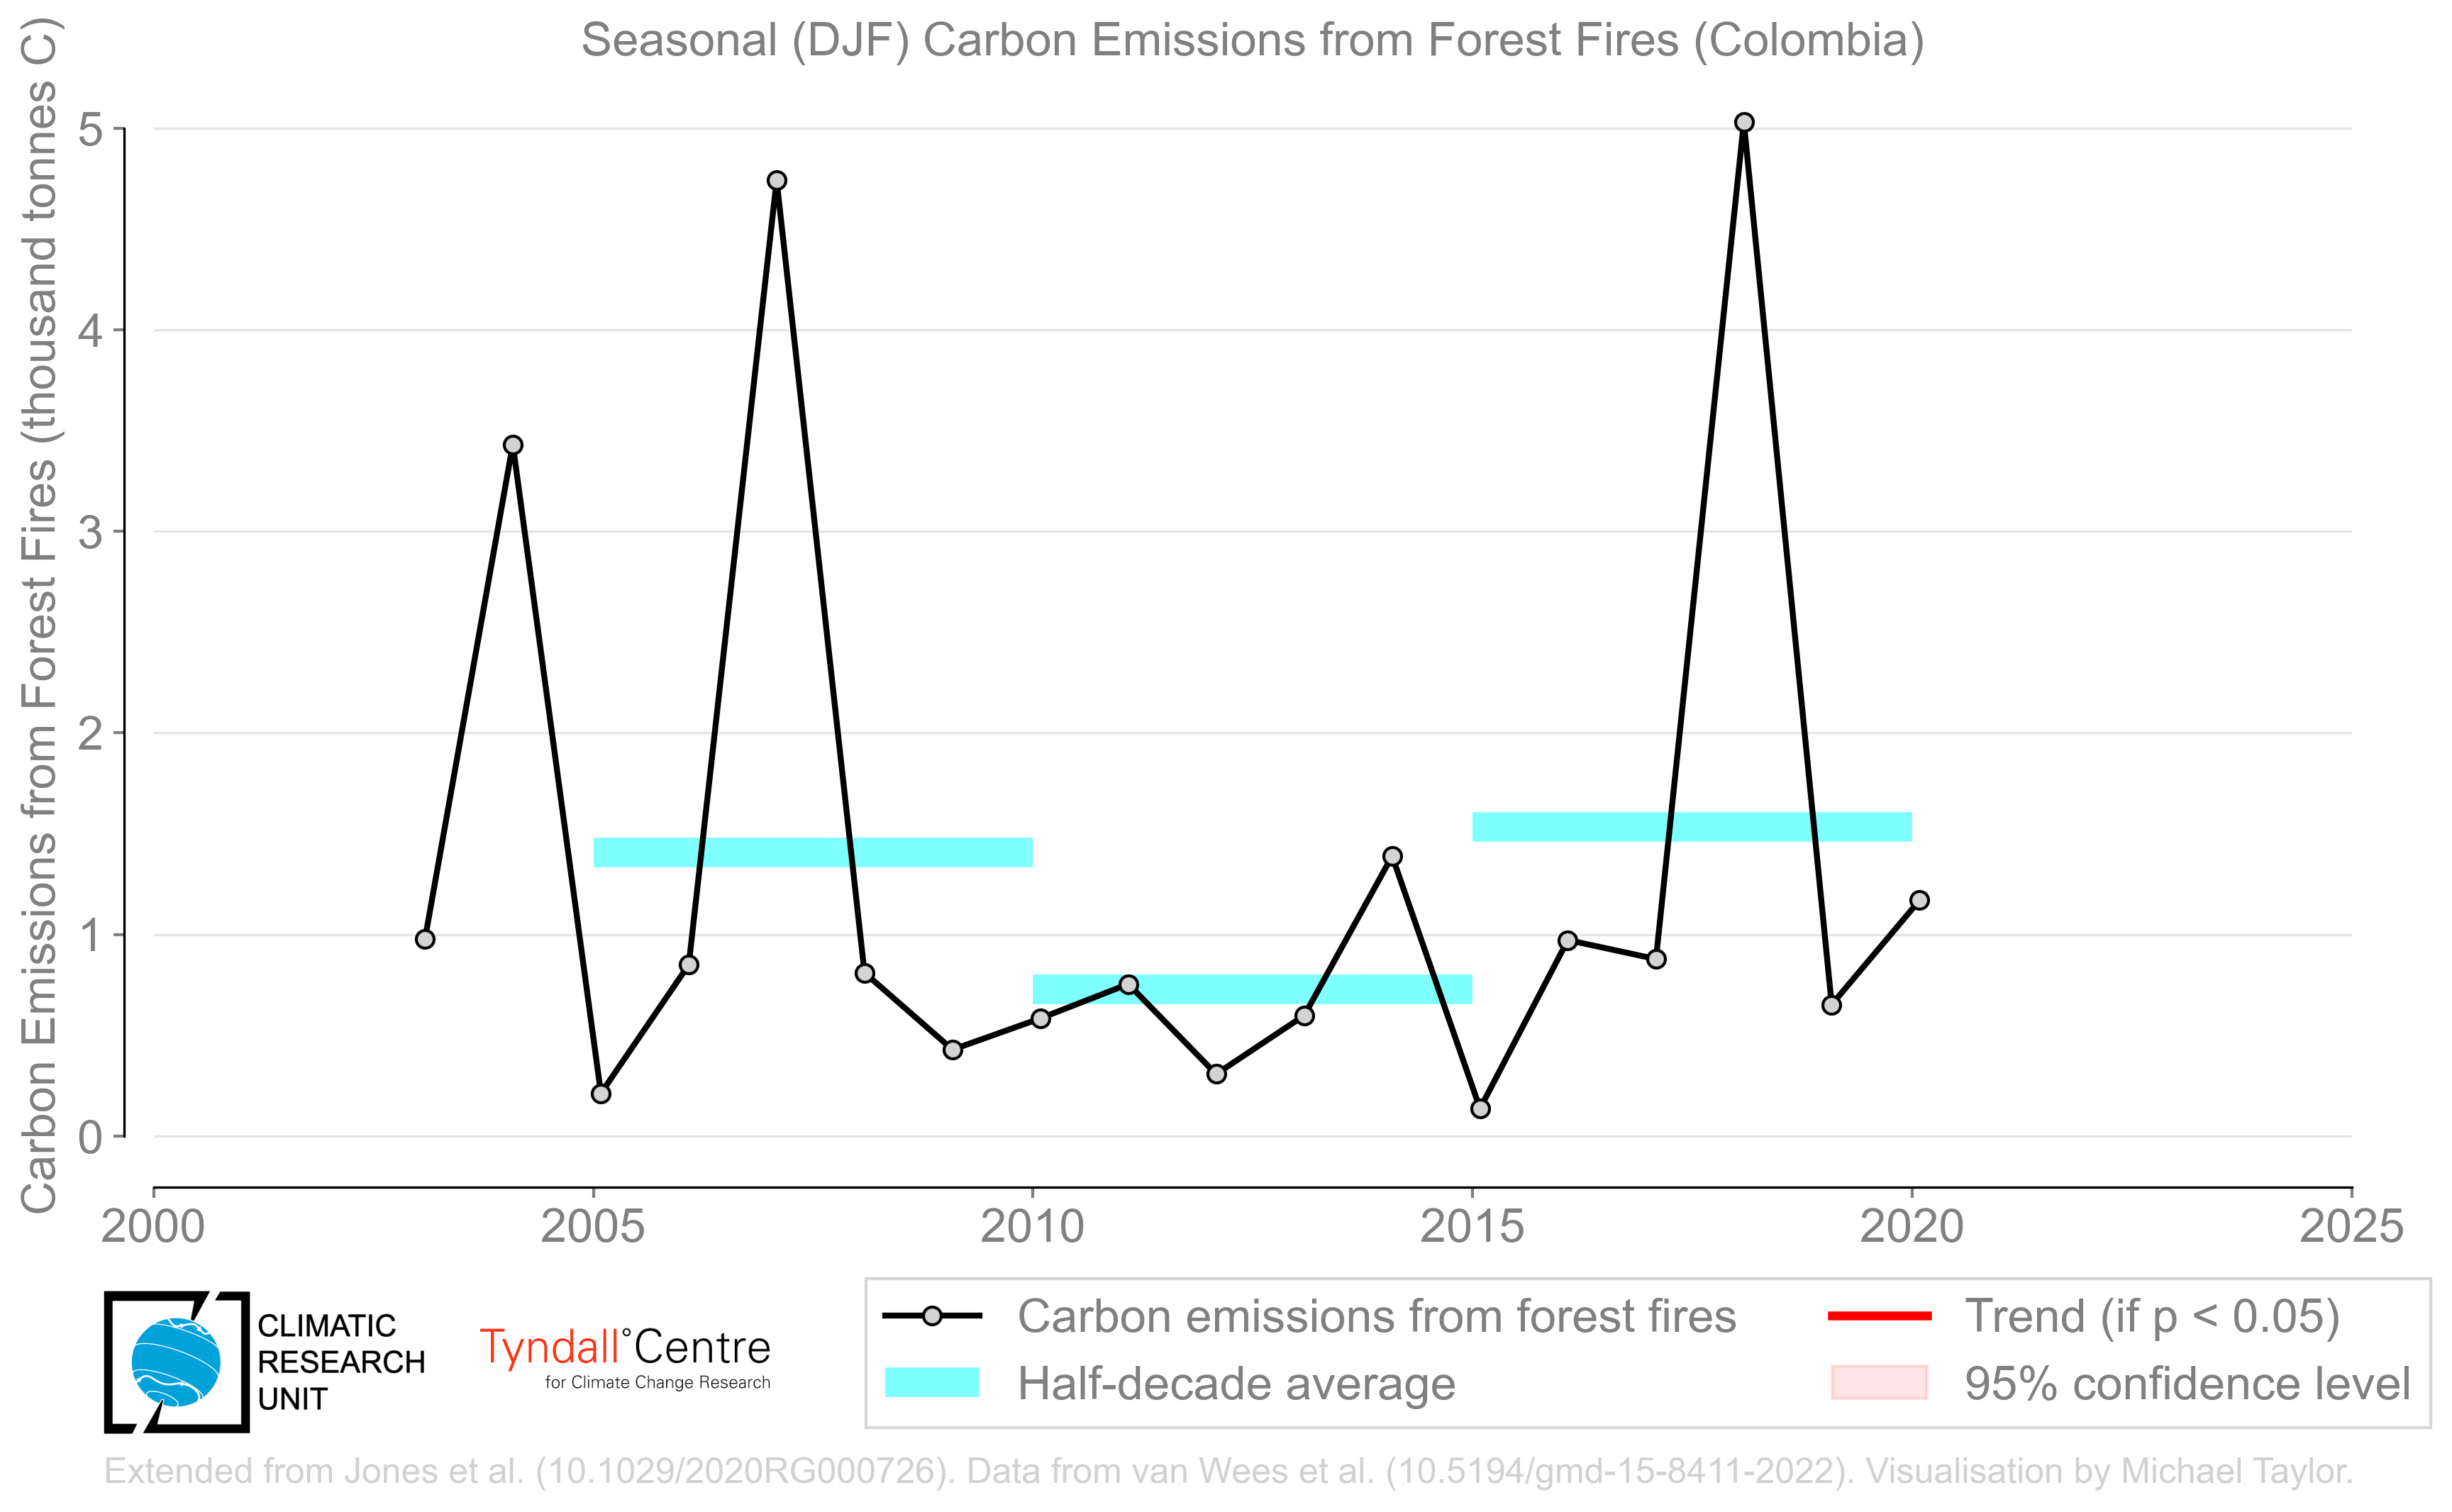 Seasonal (DJF) Carbon Emissions from Forest Fires (Colombia)
Carbon Emissions from Forest Fires (thousand tonnes C)
5
4
3
2
1
0
2000 2005 2010 2015 2020 2025
CLIMATIC
RESEARCH
UNIT
Tyndall°Centre
for Climate Change Research
Carbon emissions from forest fires
Half-decade average
Trend (if p < 0.05)
95% confidence level
Extended from Jones et al. (10.1029/2020RG000726). Data from van Wees et al. (10.5194/gmd-15-8411-2022). Visualisation by Michael Taylor.